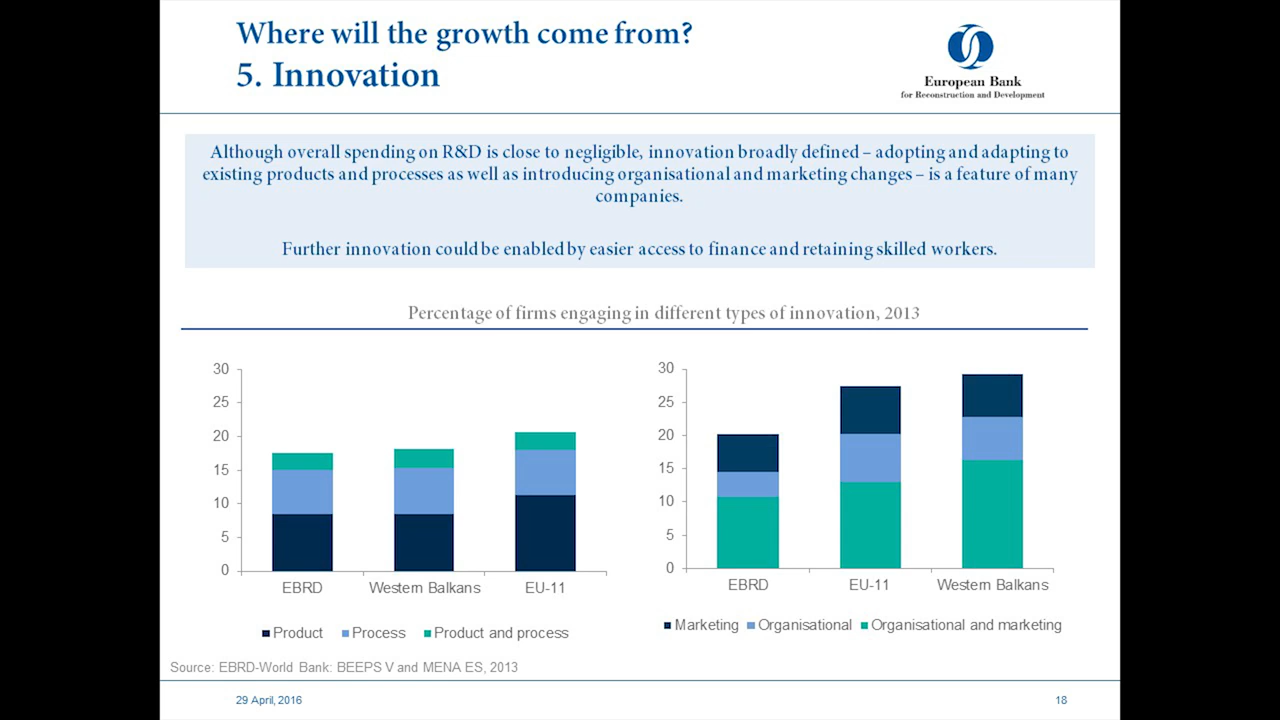 Where will the growth come from?
5. Innovation
European Bank
for Reconstruction and Development
Although overall spending on R&D is close to negligible, innovation broadly defined – adopting and adapting to
existing products and processes as well as introducing organisational and marketing changes – is a feature of many
companies.
Further innovation could be enabled by easier access to finance and retaining skilled workers.
Percentage of firms engaging in different types of innovation, 2013
30
25
20
15
10
5
0
EBRD Western Balkans EU-11
Product Process Product and process
30
25
20
15
10
5
0
EBRD EU-11 Western Balkans
Marketing Organisational Organisational and marketing
Source: EBRD-World Bank: BEEPS V and MENA ES, 2013
29 April, 2016
18